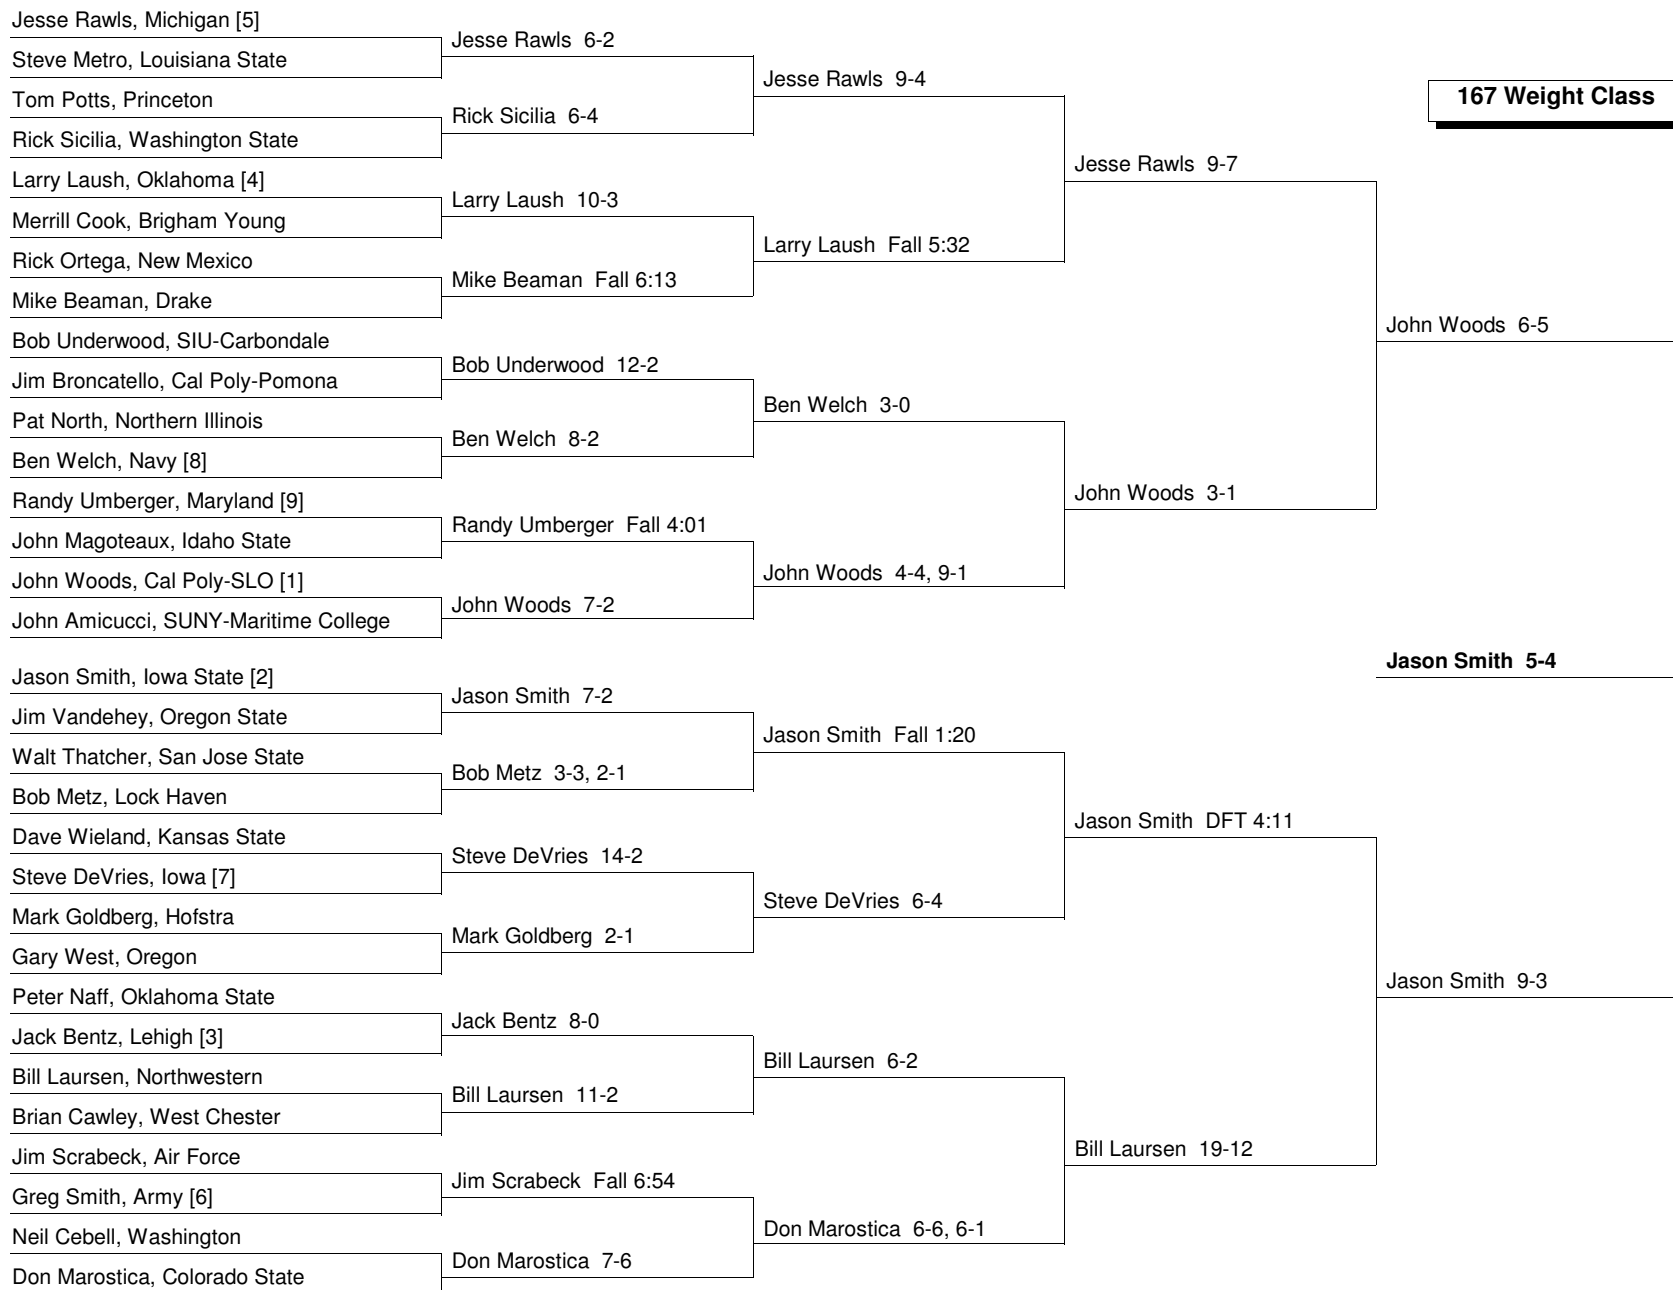 Jesse Rawls, Michigan [5]
Steve Metro, Louisiana State
Tom Potts, Princeton
Rick Sicilia, Washington State
Larry Laush, Oklahoma [4]
Merrill Cook, Brigham Young
Rick Ortega, New Mexico
Mike Beaman, Drake
Bob Underwood, SIU-Carbondale
Jim Broncatello, Cal Poly-Pomona
Pat North, Northern Illinois
Ben Welch, Navy [8]
Randy Umberger, Maryland [9]
John Magoteaux, Idaho State
John Woods, Cal Poly-SLO [1]
John Amicucci, SUNY-Maritime College
Jason Smith, Iowa State [2]
Jim Vandehey, Oregon State
Walt Thatcher, San Jose State
Bob Metz, Lock Haven
Dave Wieland, Kansas State
Steve DeVries, Iowa [7]
Mark Goldberg, Hofstra
Gary West, Oregon
Peter Naff, Oklahoma State
Jack Bentz, Lehigh [3]
Bill Laursen, Northwestern
Brian Cawley, West Chester
Jim Scrabeck, Air Force
Greg Smith, Army [6]
Neil Cebell, Washington
Don Marostica, Colorado State
Jesse Rawls 6-2
Rick Sicilia 6-4
Larry Laush 10-3
Mike Beaman Fall 6:13
Bob Underwood 12-2
Ben Welch 8-2
Randy Umberger Fall 4:01
John Woods 7-2
Jason Smith 7-2
Bob Metz 3-3, 2-1
Steve DeVries 14-2
Mark Goldberg 2-1
Jack Bentz 8-0
Bill Laursen 11-2
Jim Scrabeck Fall 6:54
Don Marostica 7-6
Jesse Rawls 9-4
Larry Laush Fall 5:32
Ben Welch 3-0
John Woods 4-4, 9-1
Jason Smith Fall 1:20
Steve DeVries 6-4
Bill Laursen 6-2
Don Marostica 6-6, 6-1
Jesse Rawls 9-7
John Woods 3-1
Jason Smith DFT 4:11
Bill Laursen 19-12
167 Weight Class
John Woods 6-5
Jason Smith 5-4
Jason Smith 9-3